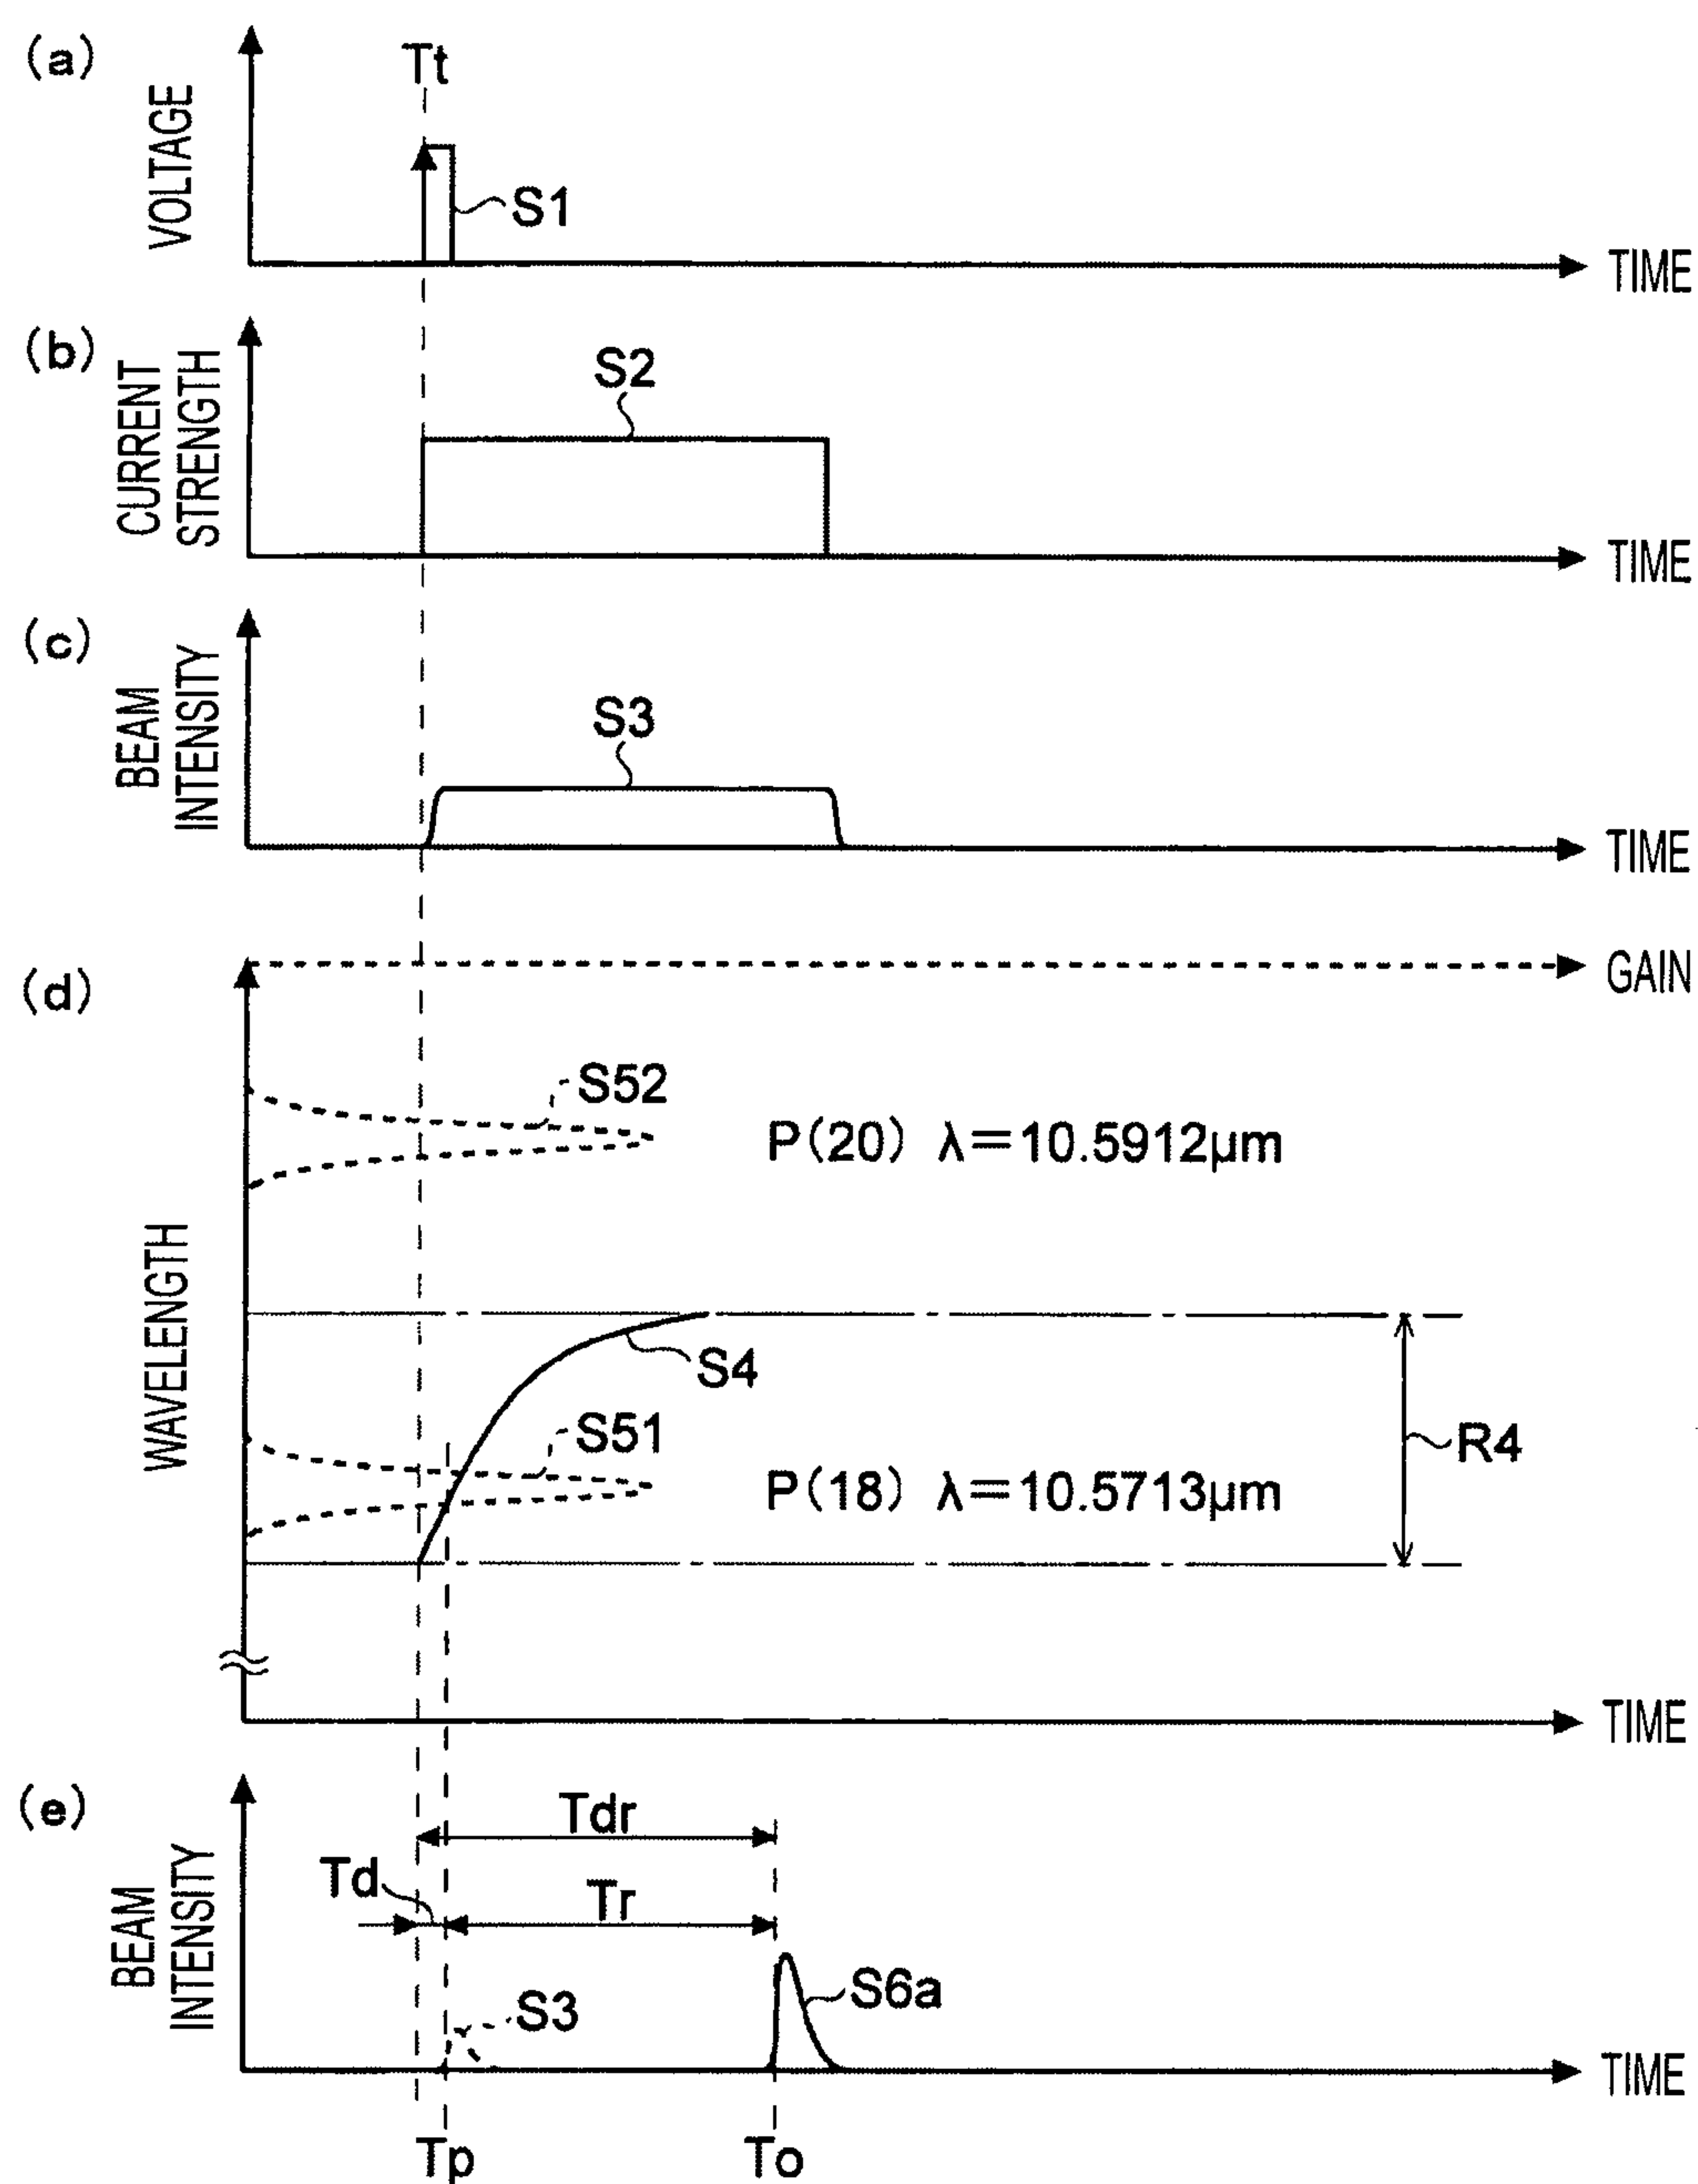 (a)
VOLTAGE
Tt
S1
TIME
(b)
CURRENT
STRENGTH
S2
TIME
(c)
BEAM
INTENSITY
S3
TIME
(d)
GAIN
WAVELENGTH
S52
P(20) λ=10.5912μm
S4
S51
P(18) λ=10.5713μm
R4
TIME
(e)
BEAM
INTENSITY
Tdr
Td
Tr
S3
S6a
TIME
Tp
To